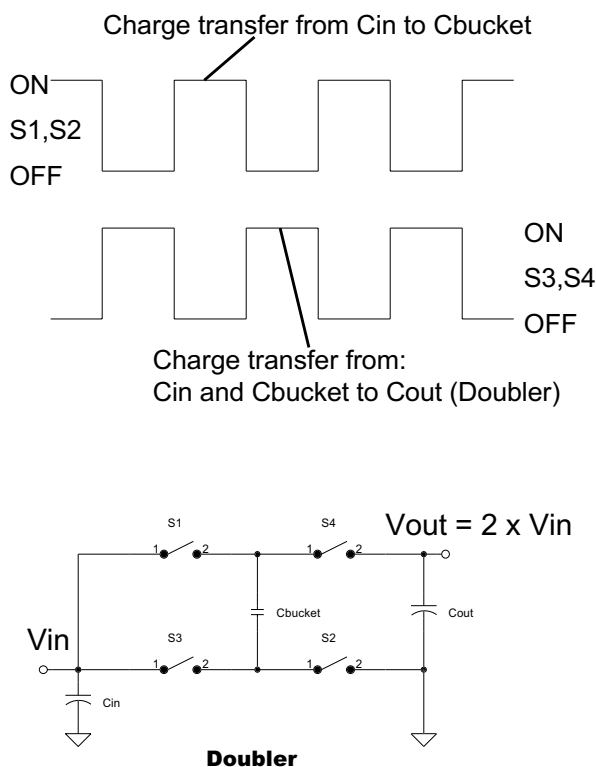 Charge transfer from Cin to Cbucket
ON
S1,S2
OFF
ON
S3,S4
OFF
Charge transfer from:
Cin and Cbucket to Cout (Doubler)
S1
S4
Vout = 2 x Vin
1 2
1 2
Cbucket
Cout
Vin
S3
S2
1 2
1 2
Cin
Doubler